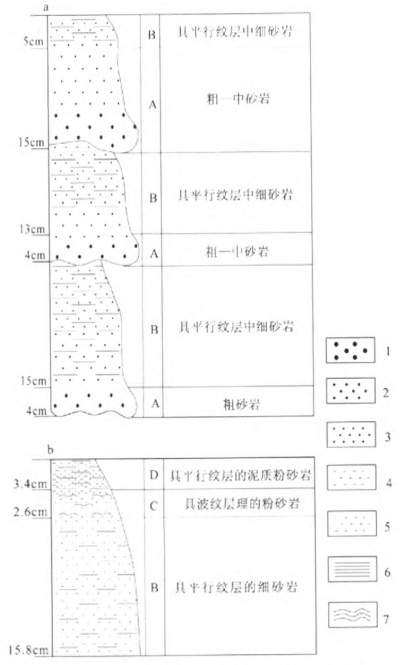 a
B 具平行纹层中细砂岩
5cm
A 粗一中砂岩
15cm
B 具平行纹层中细砂岩
13cm
A 粗一中砂岩
4cm
B 具平行纹层中细砂岩
15cm
A 粗砂岩
4cm
b
D 具平行纹层的泥质粉砂岩
3.4cm
C 具波纹层理的粉砂岩
2.6cm
B 具平行纹层的细砂岩
15.8cm
1
2
3
4
5
6
7